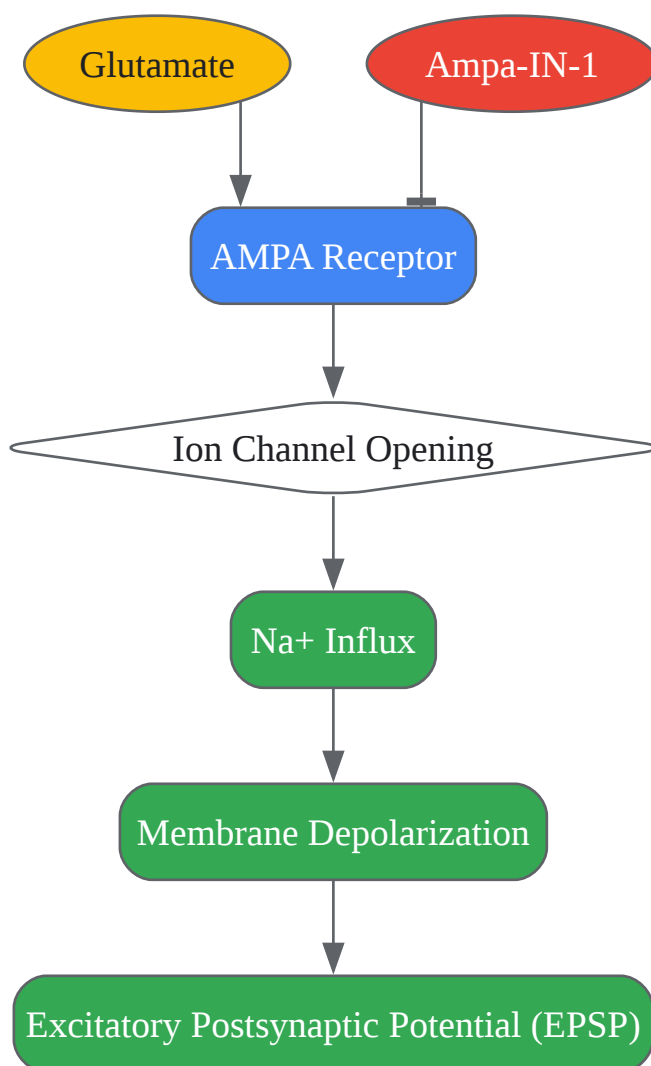 Glutamate
Ampa-IN-1
AMPA Receptor
Ion Channel Opening
Na+ Influx
Membrane Depolarization
Excitatory Postsynaptic Potential (EPSP)